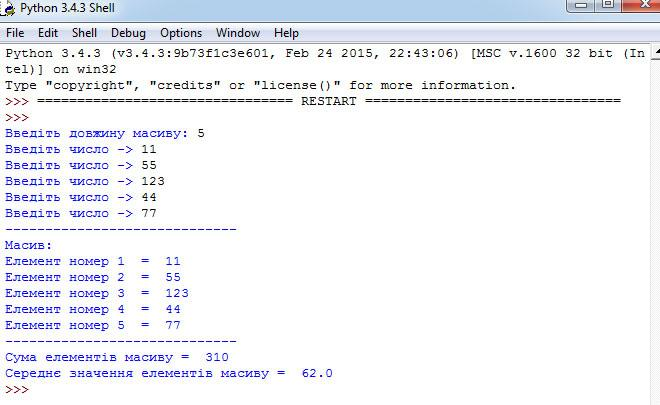 Python 3.4.3 Shell
File Edit Shell Debug Options Window Help
Python 3.4.3 (v3.4.3:9b73f1c3e601, Feb 24 2015, 22:43:06) [MSC v.1600 32 bit (In
tel)] on win32
Type "copyright", "credits" or "license()" for more information.
>>> ================================ RESTART ================================
>>>
Введіть довжину масиву: 5
Введіть число -> 11
Введіть число -> 55
Введіть число -> 123
Введіть число -> 44
Введіть число -> 77
-----------------------------
Масив:
Елемент номер 1  =  11
Елемент номер 2  =  55
Елемент номер 3  =  123
Елемент номер 4  =  44
Елемент номер 5  =  77
-----------------------------
Сума елементів масиву =  310
Середнє значення елементів масиву =  62.0
>>>